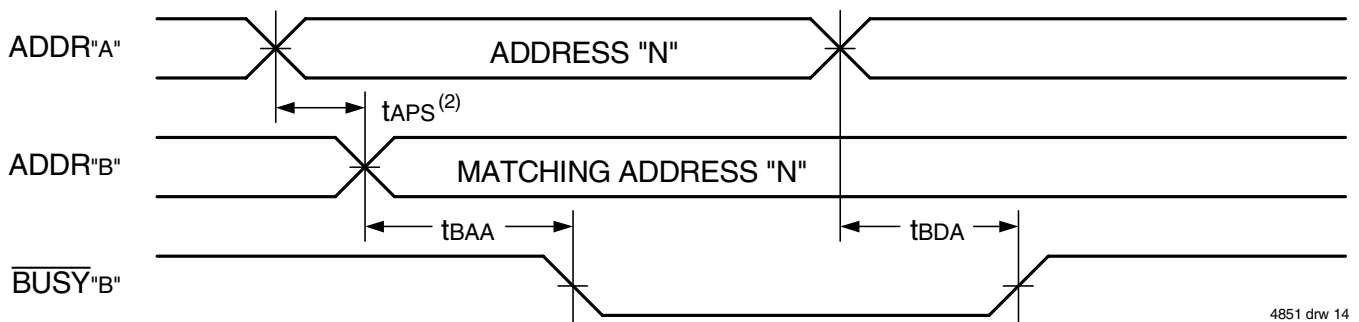 ADDR"A"
ADDRESS "N"
tAPS(2)
ADDR"B"
MATCHING ADDRESS "N"
tBAA
tBDA
BUSY"B"
4851 drw 14